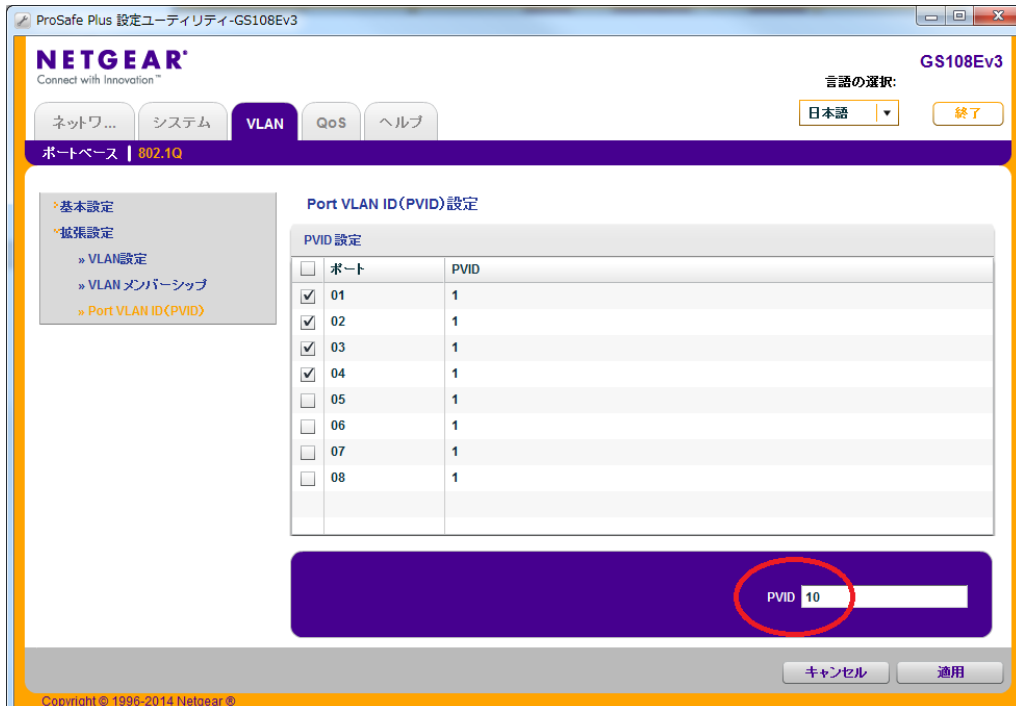 ProSafe Plus 設定ユーティリティ-GS108Ev3
NETGEAR®
Connect with Innovation™
GS108Ev3
言語の選択:
ネットワ... システム VLAN QoS ヘルプ
日本語 終了
ポートベース | 802.1Q
基本設定
拡張設定
» VLAN設定
» VLAN メンバーシップ
» Port VLAN ID(PVID)
Port VLAN ID(PVID)設定
PVID 設定
ポート PVID
01 1
02 1
03 1
04 1
05 1
06 1
07 1
08 1
PVID 10
キャンセル 適用
Copyright © 1996-2014 Netgear ®